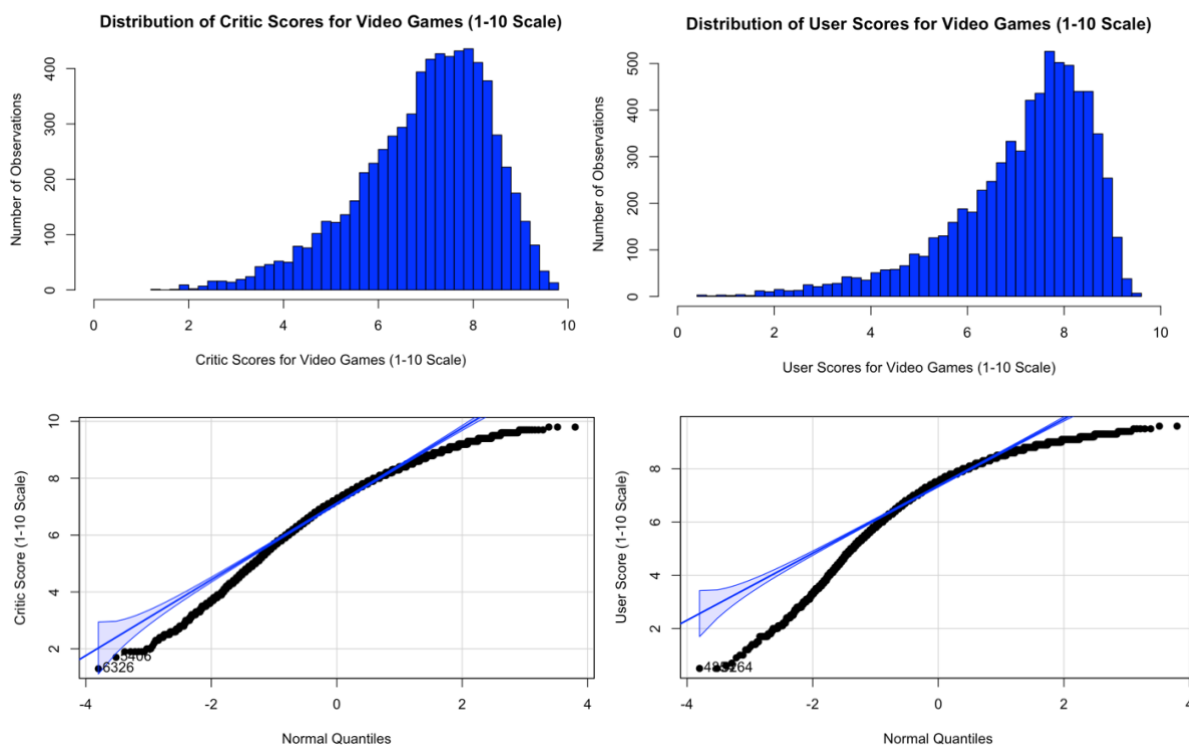 Distribution of Critic Scores for Video Games (1-10 Scale)
Number of Observations
0 100 200 300 400
0 2 4 6 8 10
Critic Scores for Video Games (1-10 Scale)
Distribution of User Scores for Video Games (1-10 Scale)
Number of Observations
0 100 200 300 400 500
0 2 4 6 8 10
User Scores for Video Games (1-10 Scale)
Critic Score (1-10 Scale)
2 4 6 8 10
5406
6326
-4 -2 0 2 4
Normal Quantiles
User Score (1-10 Scale)
2 4 6 8
-4 -2 0 2 4
Normal Quantiles